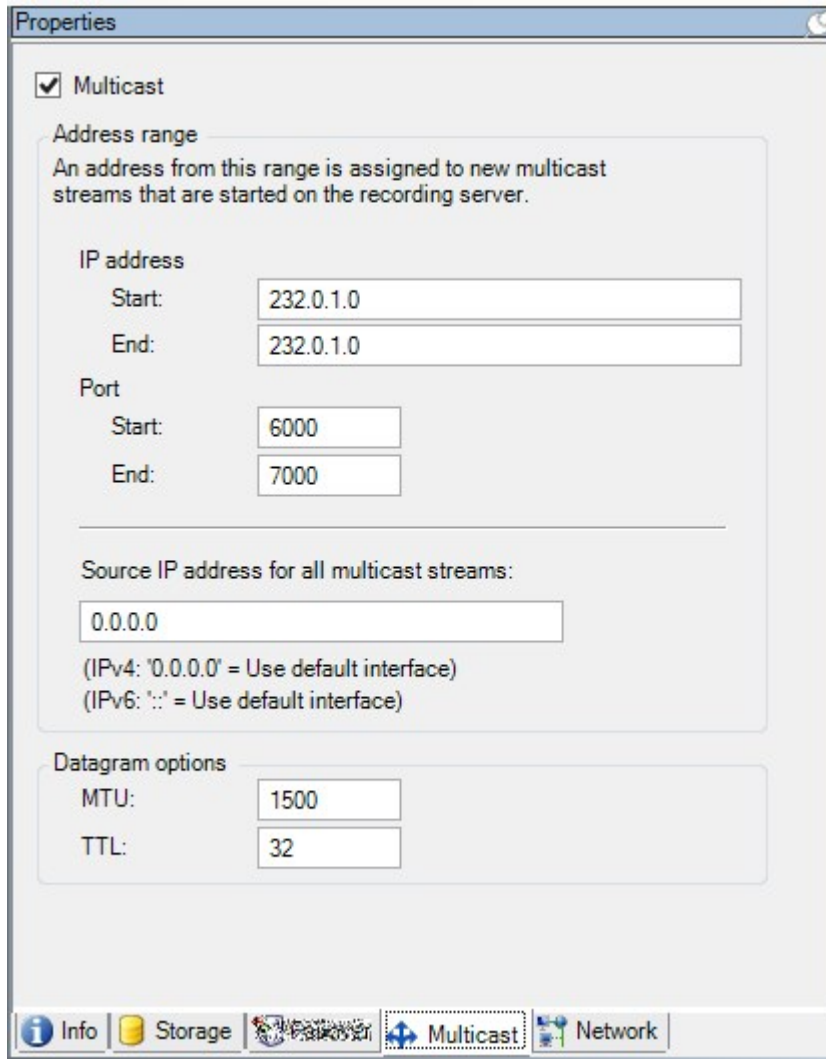 Properties
Multicast
Address range
An address from this range is assigned to new multicast
streams that are started on the recording server.
IP address
Start: 232.0.1.0
End: 232.0.1.0
Port
Start: 6000
End: 7000
Source IP address for all multicast streams:
0.0.0.0
(IPv4: '0.0.0.0' = Use default interface)
(IPv6: '::' = Use default interface)
Datagram options
MTU: 1500
TTL: 32
Info Storage Multicast Network